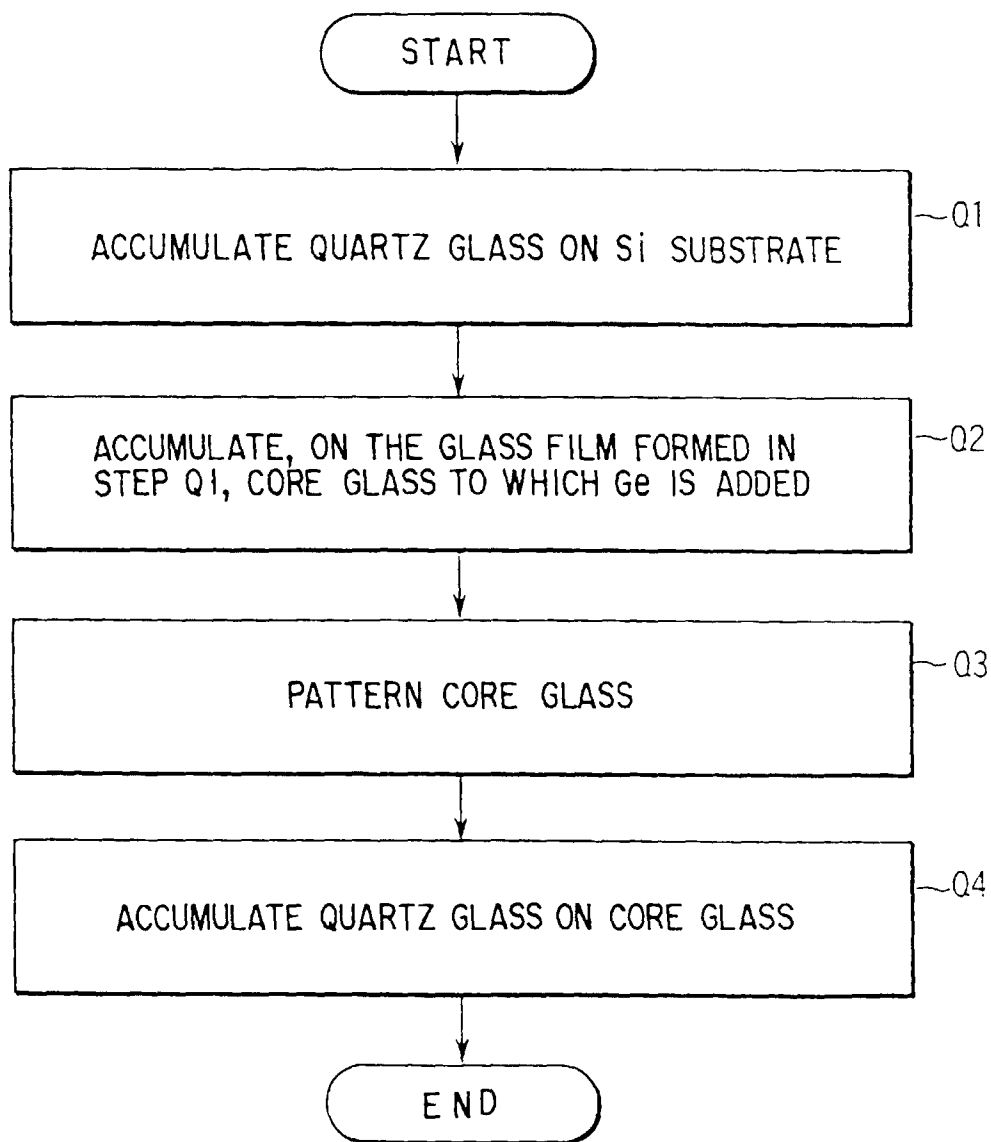 START
ACCUMULATE QUARTZ GLASS ON Si SUBSTRATE
~Q1
ACCUMULATE, ON THE GLASS FILM FORMED IN
STEP Q1, CORE GLASS TO WHICH Ge IS ADDED
~Q2
PATTERN CORE GLASS
~Q3
ACCUMULATE QUARTZ GLASS ON CORE GLASS
~Q4
END